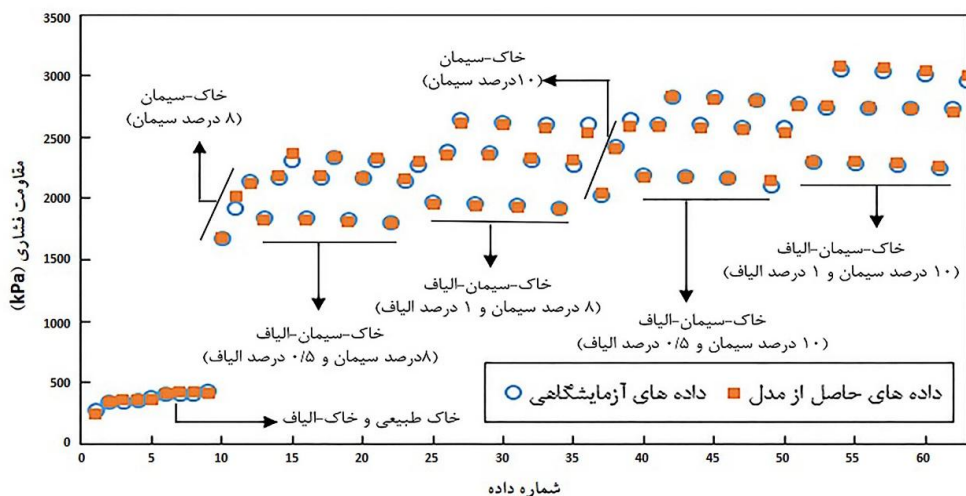 مقاومت فشاری (kPa)
3500
3000
2500
2000
1500
1000
500
0
0
5
10
15
20
25
30
35
40
45
50
55
60
شماره داده
خاک-سیمان
(۸ درصد سیمان)
خاک-سیمان
(۱۰درصد سیمان)
خاک-سیمان-الیاف
(۸درصد سیمان و ۰/۵ درصد الیاف)
خاک-سیمان-الیاف
(۸ درصد سیمان و ۱ درصد الیاف)
خاک-سیمان-الیاف
(۱۰ درصد سیمان و ۰/۵ درصد الیاف)
خاک-سیمان-الیاف
(۱۰ درصد سیمان و ۱ درصد الیاف)
خاک طبیعی و خاک-الیاف
داده های حاصل از مدل
داده های آزمایشگاهی